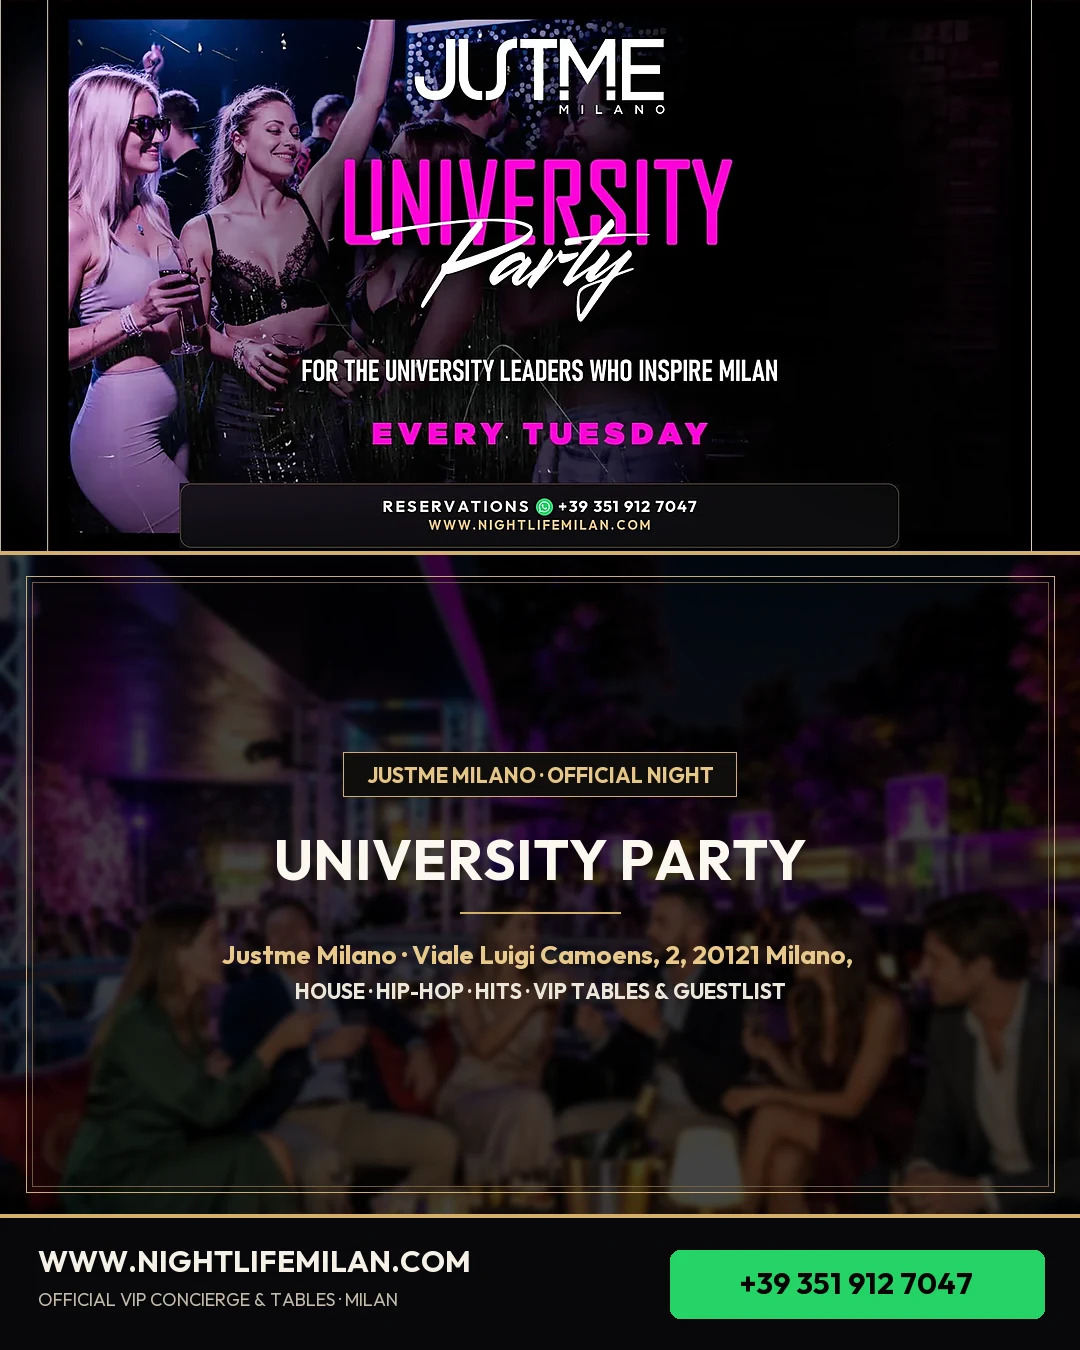 JUSTME
MILANO
UNIVERSITY
Party
FOR THE UNIVERSITY LEADERS WHO INSPIRE MILAN
EVERY TUESDAY
RESERVATIONS +39 351 912 7047
WWW.NIGHTLIFEMILAN.COM
JUSTME MILANO · OFFICIAL NIGHT
UNIVERSITY PARTY
Justme Milano · Viale Luigi Camoens, 2, 20121 Milano,
HOUSE · HIP-HOP · HITS · VIP TABLES & GUESTLIST
WWW.NIGHTLIFEMILAN.COM
OFFICIAL VIP CONCIERGE & TABLES · MILAN
+39 351 912 7047